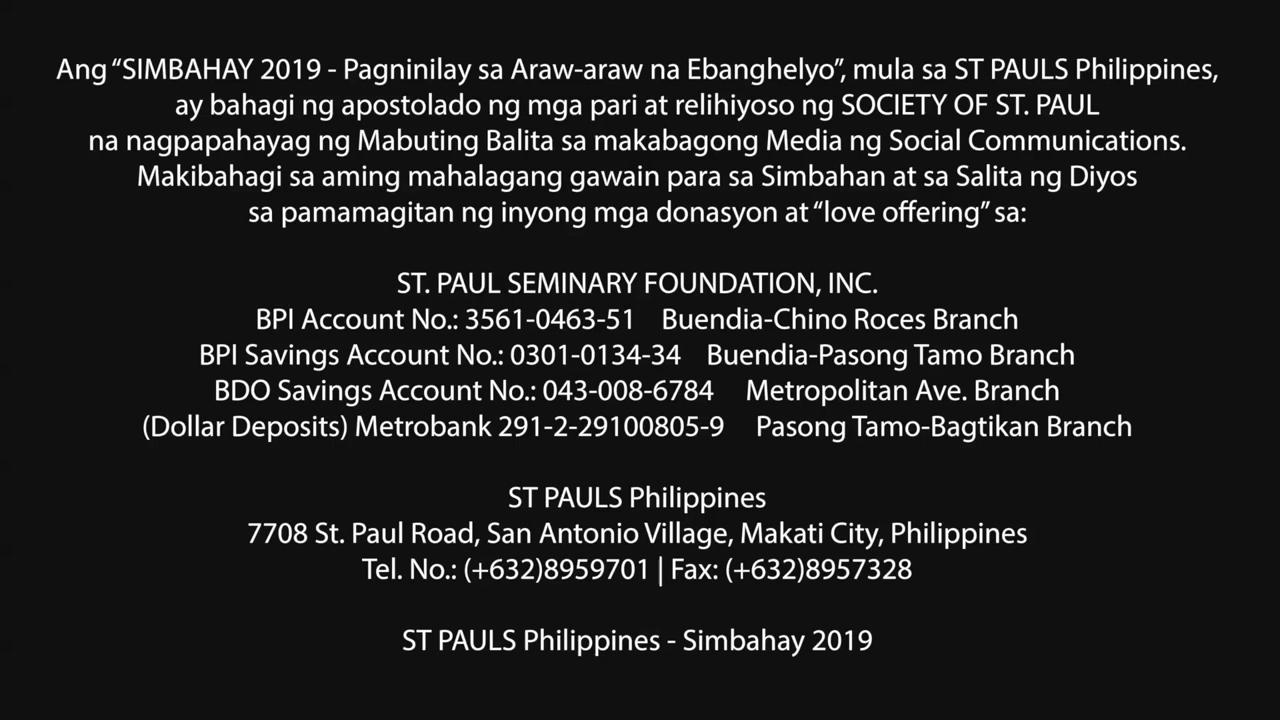 Ang “SIMBAHAY 2019 - Pagninilay sa Araw-araw na Ebanghelyo”, mula sa ST PAULS Philippines,
ay bahagi ng apostolado ng mga pari at relihiyoso ng SOCIETY OF ST. PAUL
na nagpapahayag ng Mabuting Balita sa makabagong Media ng Social Communications.
Makibahagi sa aming mahalagang gawain para sa Simbahan at sa Salita ng Diyos
sa pamamagitan ng inyong mga donasyon at “love offering” sa:
ST. PAUL SEMINARY FOUNDATION, INC.
BPI Account No.: 3561-0463-51 Buendia-Chino Roces Branch
BPI Savings Account No.: 0301-0134-34 Buendia-Pasong Tamo Branch
BDO Savings Account No.: 043-008-6784 Metropolitan Ave. Branch
(Dollar Deposits) Metrobank 291-2-29100805-9 Pasong Tamo-Bagtikan Branch
ST PAULS Philippines
7708 St. Paul Road, San Antonio Village, Makati City, Philippines
Tel. No.: (+632)8959701 | Fax: (+632)8957328
ST PAULS Philippines - Simbahay 2019